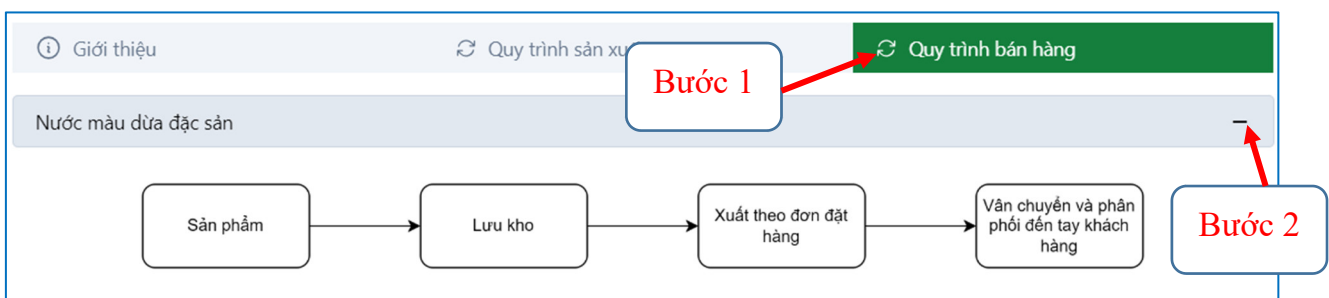 Giới thiệu
Quy trình sản xu
Quy trình bán hàng
Bước 1
Nước màu dừa đặc sản
Sản phẩm
Lưu kho
Xuất theo đơn đặt
hàng
Vân chuyển và phân
phối đến tay khách
hàng
Bước 2